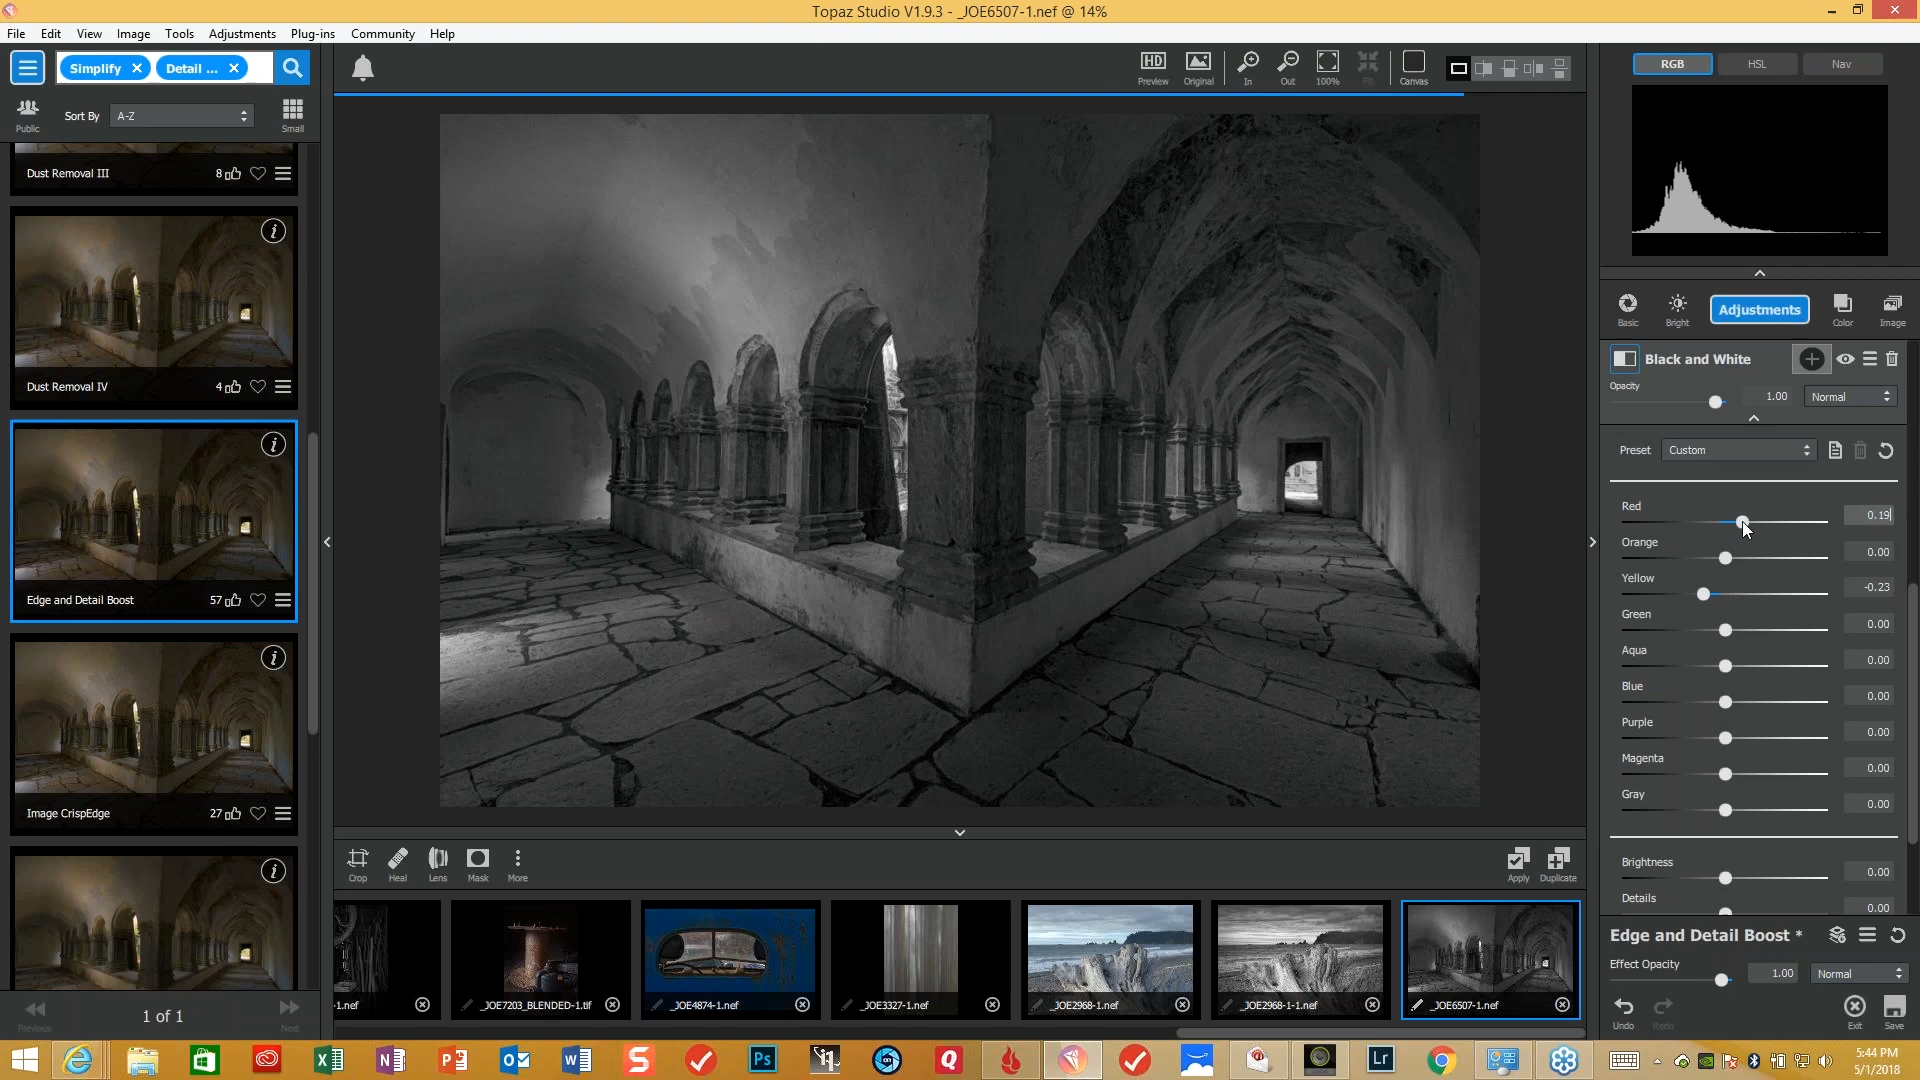 Topaz Studio V1.9.3 - _JOE6507-1.nef @ 14%
File Edit View Image Tools Adjustments Plug-ins Community Help
Simplify Detail ...
Public Sort By A-Z Small
Dust Removal III 8
Dust Removal IV 4
Edge and Detail Boost 57
Image CrispEdge 27
Previous 1 of 1 Next
HD Preview Original In Out 100% Fit Canvas
RGB HSL Nav
Basic Bright Adjustments Color Image
Black and White
Opacity 1.00 Normal
Preset Custom
Red 0.19
Orange 0.00
Yellow -0.23
Green 0.00
Aqua 0.00
Blue 0.00
Purple 0.00
Magenta 0.00
Gray 0.00
Brightness 0.00
Details 0.00
Edge and Detail Boost *
Effect Opacity 1.00 Normal
Undo Redo Exit Save
Crop Heal Lens Mask More Apply Duplicate
-1.nef _JOE7203_BLENDED-1.tif _JOE4874-1.nef _JOE3327-1.nef _JOE2968-1.nef _JOE2968-1-1.nef _JOE6507-1.nef
5:44 PM
5/1/2018